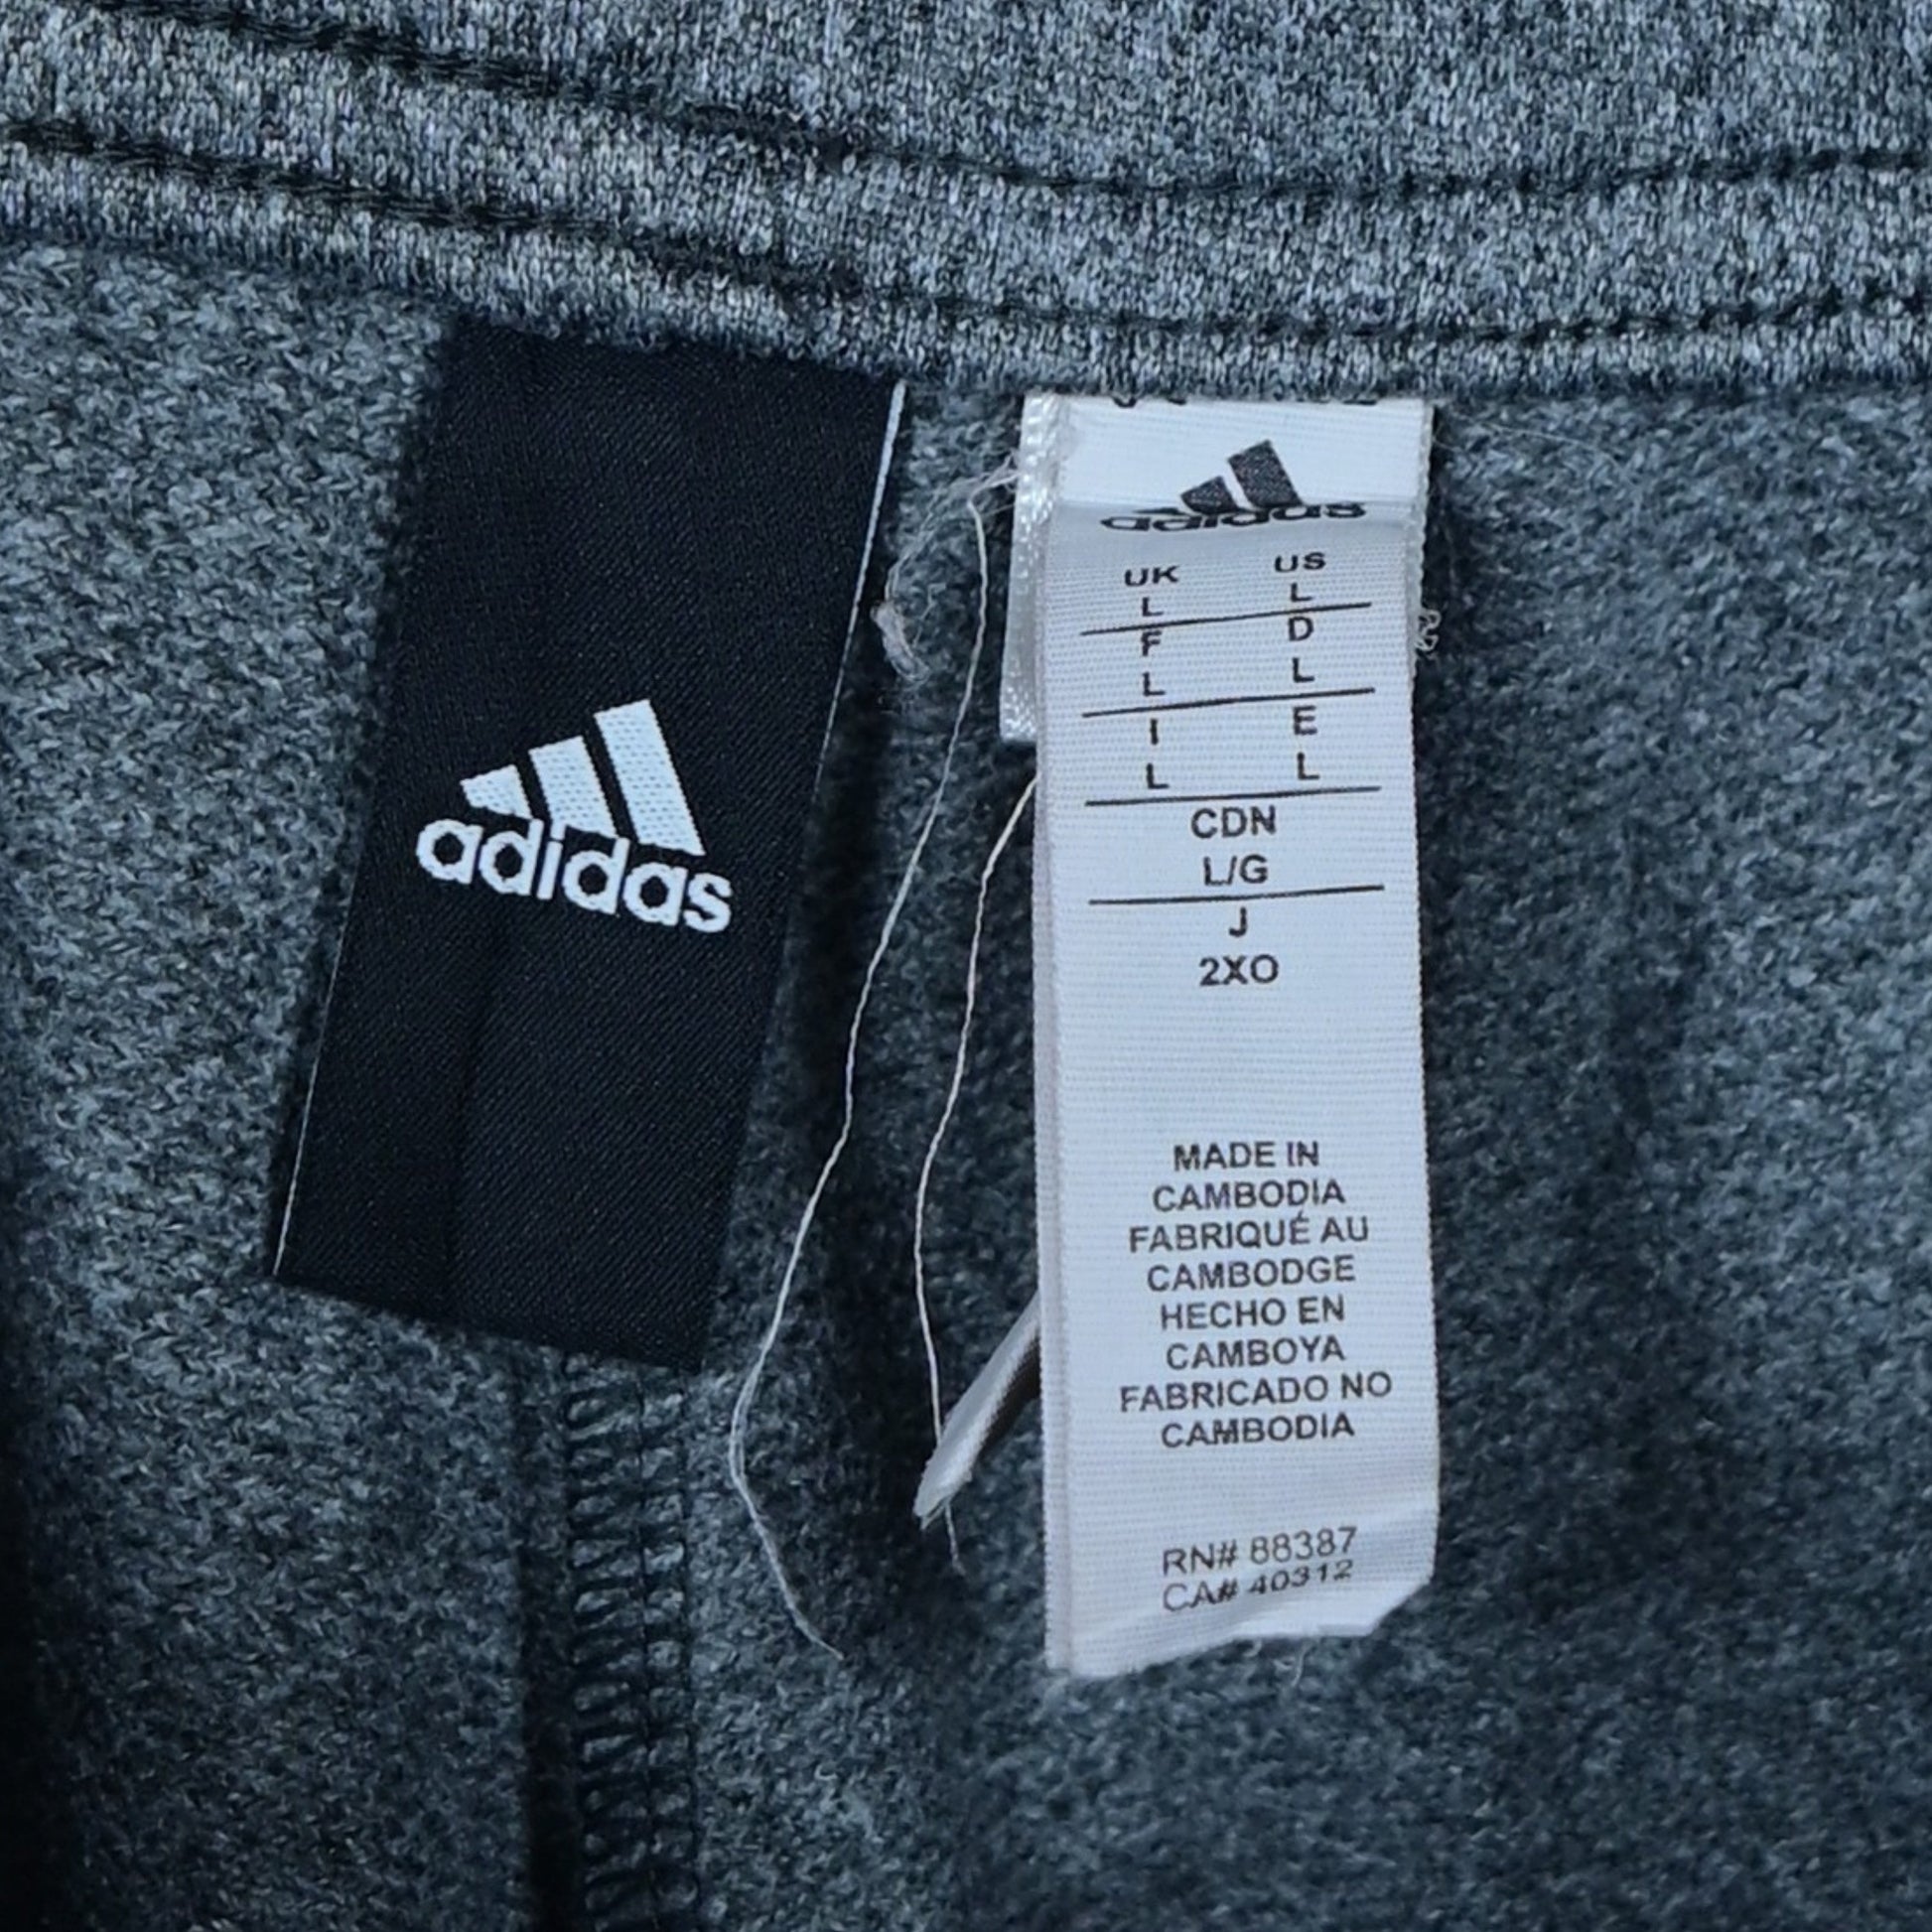 adidas
adidas
UK US
L L
F D
L L
I E
L L
CDN
L/G
J
2XO
MADE IN
CAMBODIA
FABRIQUÉ AU
CAMBODGE
HECHO EN
CAMBOYA
FABRICADO NO
CAMBODIA
RN# 88387
CA# 40312